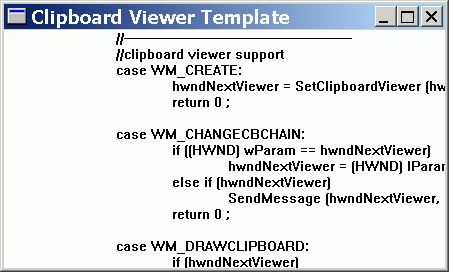 Clipboard Viewer Template
//————————————————
//clipboard viewer support
case WM_CREATE:
hwndNextViewer = SetClipboardViewer (hw
return 0 ;
case WM_CHANGECBCHAIN:
if ((HWND) wParam == hwndNextViewer)
hwndNextViewer = (HWND) lParam
else if (hwndNextViewer)
SendMessage (hwndNextViewer,
return 0 ;
case WM_DRAWCLIPBOARD:
if (hwndNextViewer)